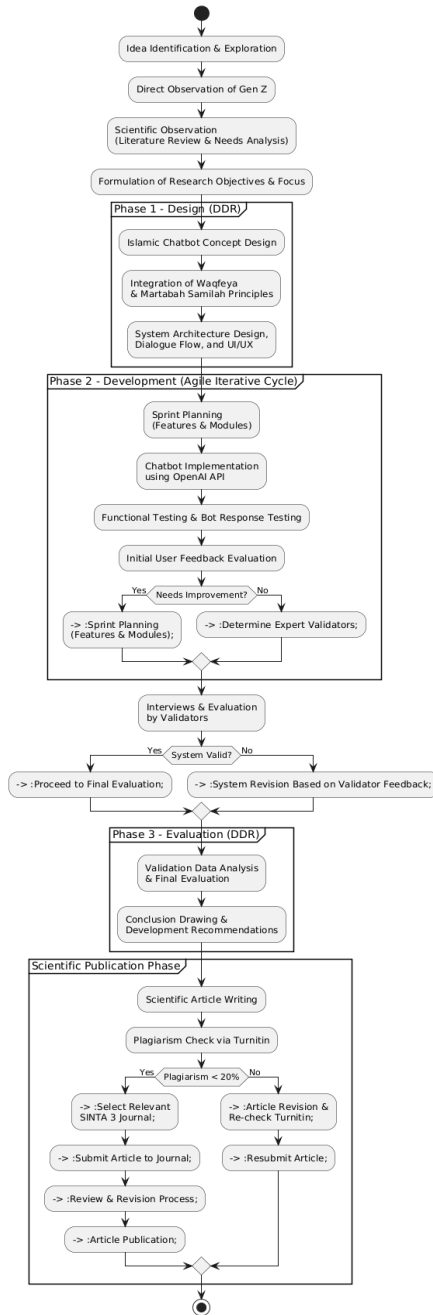 Idea Identification & Exploration
Direct Observation of Gen Z
Scientific Observation
(Literature Review & Needs Analysis)
Formulation of Research Objectives & Focus
Phase 1 - Design (DDR)
Islamic Chatbot Concept Design
Integration of Waqfeya
& Martabah Samilah Principles
System Architecture Design,
Dialogue Flow, and UI/UX
Phase 2 - Development (Agile Iterative Cycle)
Sprint Planning
(Features & Modules)
Chatbot Implementation
using OpenAI API
Functional Testing & Bot Response Testing
Initial User Feedback Evaluation
Yes
Needs Improvement?
No
-> :Sprint Planning
(Features & Modules);
-> :Determine Expert Validators;
Interviews & Evaluation
by Validators
Yes
System Valid?
No
-> :Proceed to Final Evaluation;
-> :System Revision Based on Validator Feedback;
Phase 3 - Evaluation (DDR)
Validation Data Analysis
& Final Evaluation
Conclusion Drawing &
Development Recommendations
Scientific Publication Phase
Scientific Article Writing
Plagiarism Check via Turnitin
Yes
Plagiarism < 20%
No
-> :Select Relevant
SINTA 3 Journal;
-> :Article Revision &
Re-check Turnitin;
-> :Submit Article to Journal;
-> :Resubmit Article;
-> :Review & Revision Process;
-> :Article Publication;